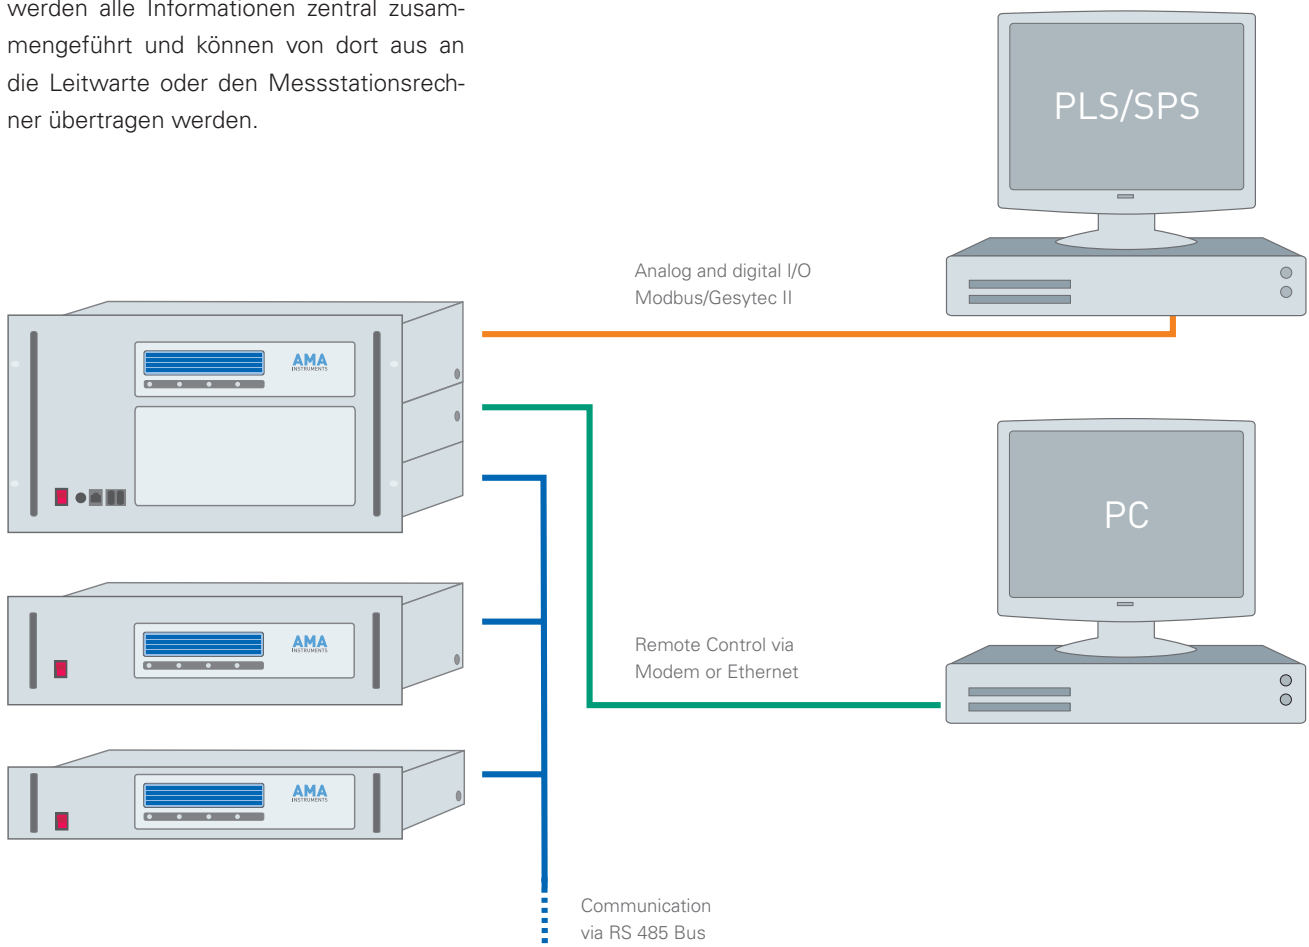 werden alle Informationen zentral zusam-
mengeführt und können von dort aus an
die Leitwarte oder den Messstationsrech-
ner übertragen werden.
PLS/SPS
Analog and digital I/O
Modbus/Gesytec II
AMA
INSTRUMENTS
PC
AMA
INSTRUMENTS
Remote Control via
Modem or Ethernet
AMA
INSTRUMENTS
Communication
via RS 485 Bus